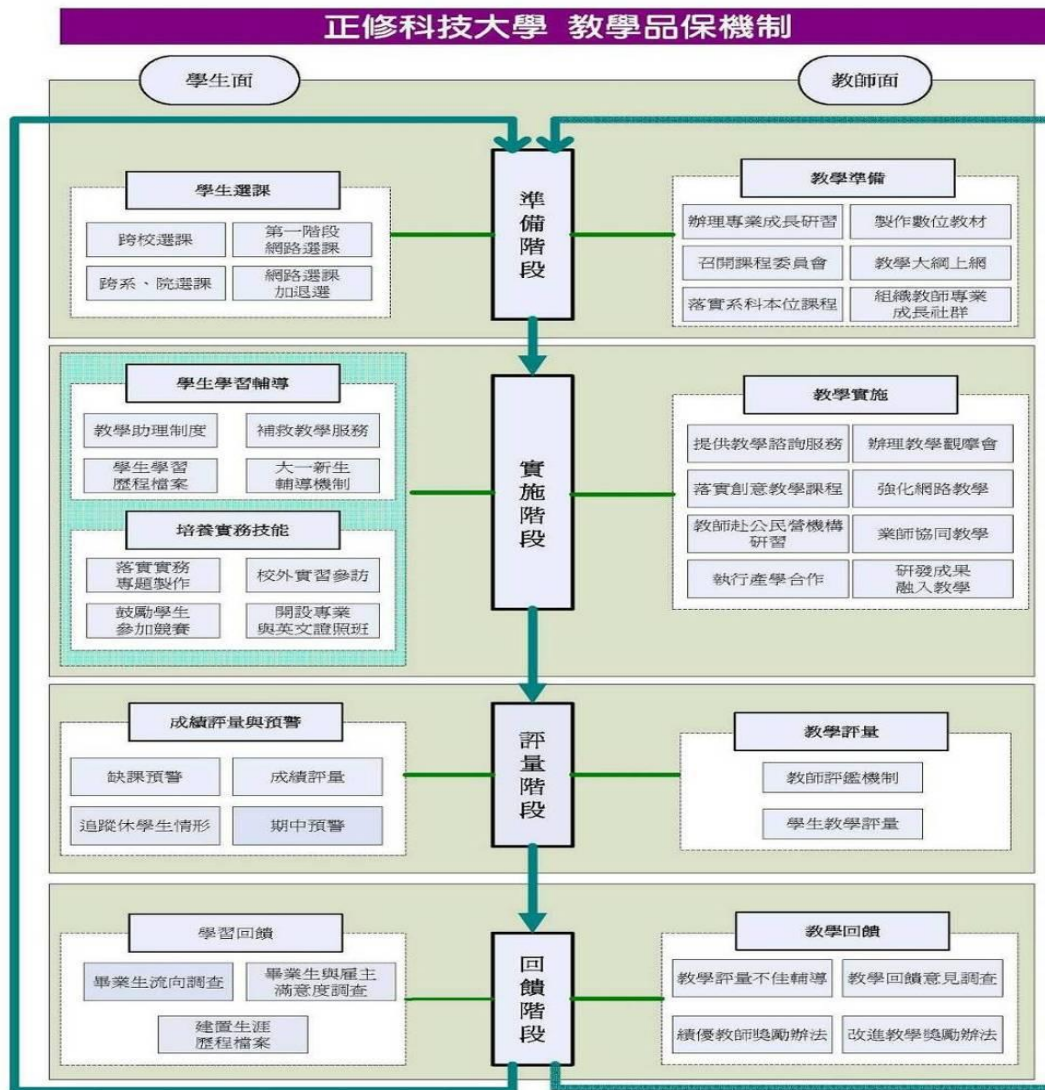 正修科技大學 教學品保機制
學生面
教師面
準備階段
學生選課
跨校選課
第一階段
網路選課
跨系、院選課
網路選課
加退選
教學準備
辦理專業成長研習
製作數位教材
召開課程委員會
教學大綱上網
落實系科本位課程
組織教師專業
成長社群
實施階段
學生學習輔導
教學助理制度
補救教學服務
學生學習
歷程檔案
大一新生
輔導機制
培養實務技能
落實實務
專題製作
校外實習參訪
鼓勵學生
參加競賽
開設專業
與英文證照班
教學實施
提供教學諮詢服務
辦理教學觀摩會
落實創意教學課程
強化網路教學
教師赴公民營機構
研習
業師協同教學
執行產學合作
研發成果
融入教學
評量階段
成績評量與預警
缺課預警
成績評量
追蹤休學生情形
期中預警
教學評量
教師評鑑機制
學生教學評量
回饋階段
學習回饋
畢業生流向調查
畢業生與雇主
滿意度調查
建置生涯
歷程檔案
教學回饋
教學評量不佳輔導
教學回饋意見調查
績優教師獎勵辦法
改進教學獎勵辦法